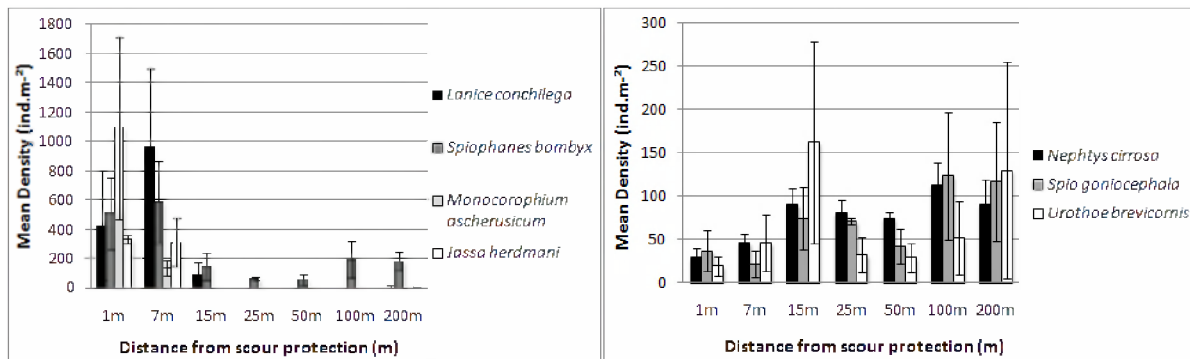 1800
1600
1400
1200
1000
800
600
400
200
0
Mean Density (ind.m-²)
1m 7m 15m 25m 50m 100m 200m
Distance from scour protection (m)
Lanice conchilega
Spiophanes bombyx
Monocorophium
ascherusicum
Jassa herdmani
300
250
200
150
100
50
0
Mean Density (ind.m-²)
1m 7m 15m 25m 50m 100m 200m
Distance from scour protection (m)
Nephtys cirrosa
Spio goniocephala
Urothoe brevicornis